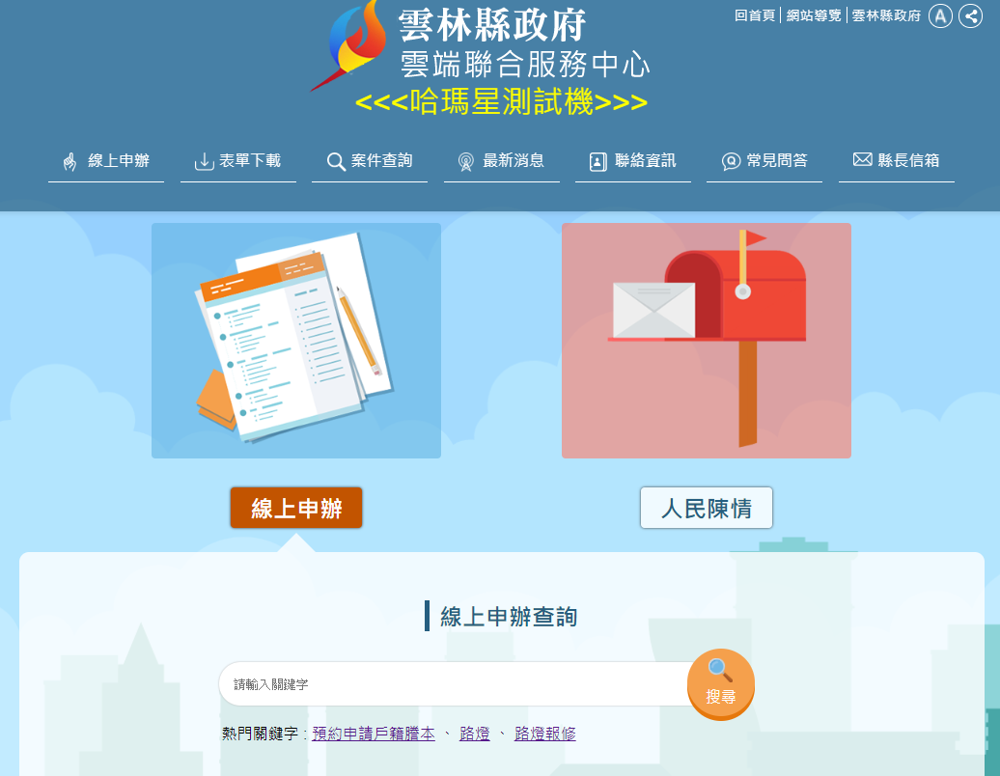 回首頁 網站導覽 雲林縣政府 A
雲林縣政府
雲端聯合服務中心
<<<哈瑪星測試機>>>
線上申辦 表單下載 案件查詢 最新消息 聯絡資訊 常見問答 縣長信箱
線上申辦 人民陳情
線上申辦查詢
請輸入關鍵字 搜尋
熱門關鍵字 : 預約申請戶籍謄本 、 路燈 、 路燈報修